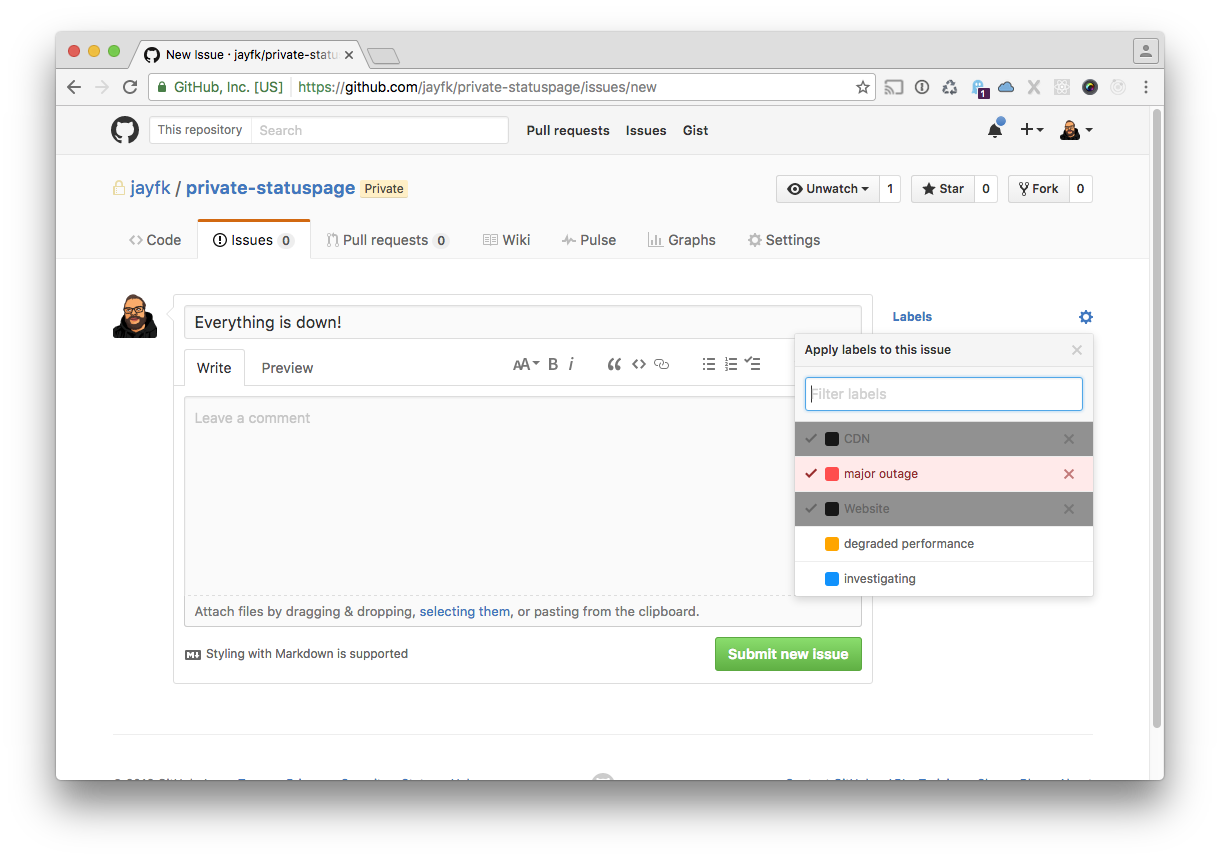 New Issue · jayfk/private-statu
GitHub, Inc. [US] https://github.com/jayfk/private-statuspage/issues/new
1
This repository Search Pull requests Issues Gist
jayfk / private-statuspage Private Unwatch 1 Star 0 Fork 0
Code Issues 0 Pull requests 0 Wiki Pulse Graphs Settings
Everything is down!
Labels
Write Preview AA B i
Apply labels to this issue
Filter labels
Leave a comment
CDN
major outage
Website
degraded performance
investigating
Attach files by dragging & dropping, selecting them, or pasting from the clipboard.
Styling with Markdown is supported
Submit new issue